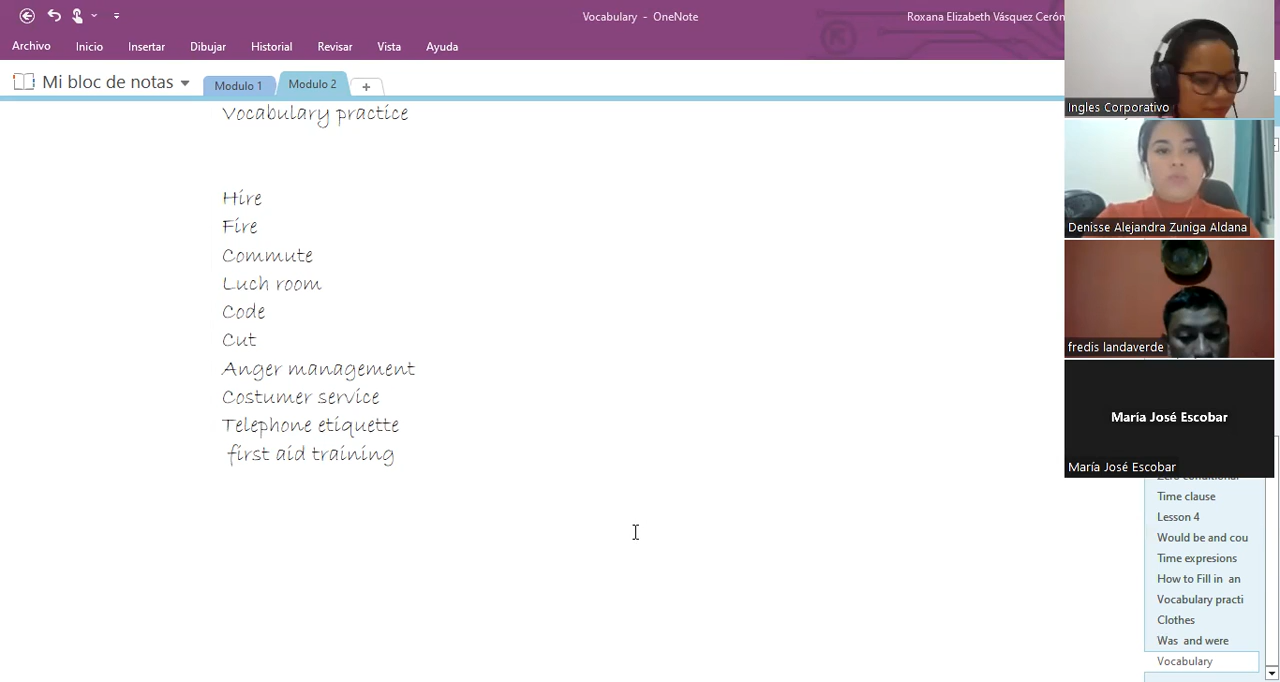 Vocabulary - OneNote
Roxana Elizabeth Vásquez Cerón
Archivo Inicio Insertar Dibujar Historial Revisar Vista Ayuda
Mi bloc de notas Modulo 1 Modulo 2 +
Vocabulary practice
Hire
Fire
Commute
Luch room
Code
Cut
Anger management
Costumer service
Telephone etiquette
first aid training
Ingles Corporativo
Denisse Alejandra Zuniga Aldana
fredis landaverde
María José Escobar
María José Escobar
Zero conditional
Time clause
Lesson 4
Would be and cou
Time expresions
How to Fill in an
Vocabulary practi
Clothes
Was and were
Vocabulary